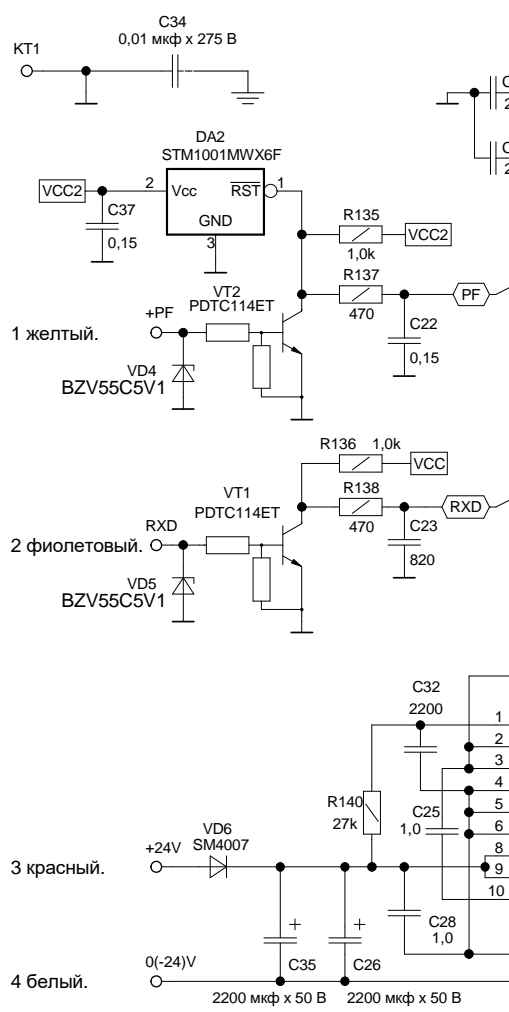 C34
0,01 мкф x 275 В
KT1
DA2
STM1001MWX6F
VCC2
2
Vcc
RST
1
GND
3
C37
0,15
R135
1,0k
VCC2
R137
470
PF
C22
0,15
VT2
PDTC114ET
+PF
1 желтый.
VD4
BZV55C5V1
R136 1,0k
VCC
R138
470
RXD
C23
820
VT1
PDTC114ET
RXD
2 фиолетовый.
VD5
BZV55C5V1
C32
2200
1
2
3
4
5
6
8
9
10
R140
27k
C25
1,0
VD6
SM4007
+24V
3 красный.
+
C35
+
C26
C28
1,0
0(-24)V
4 белый.
2200 мкф x 50 В 2200 мкф x 50 В